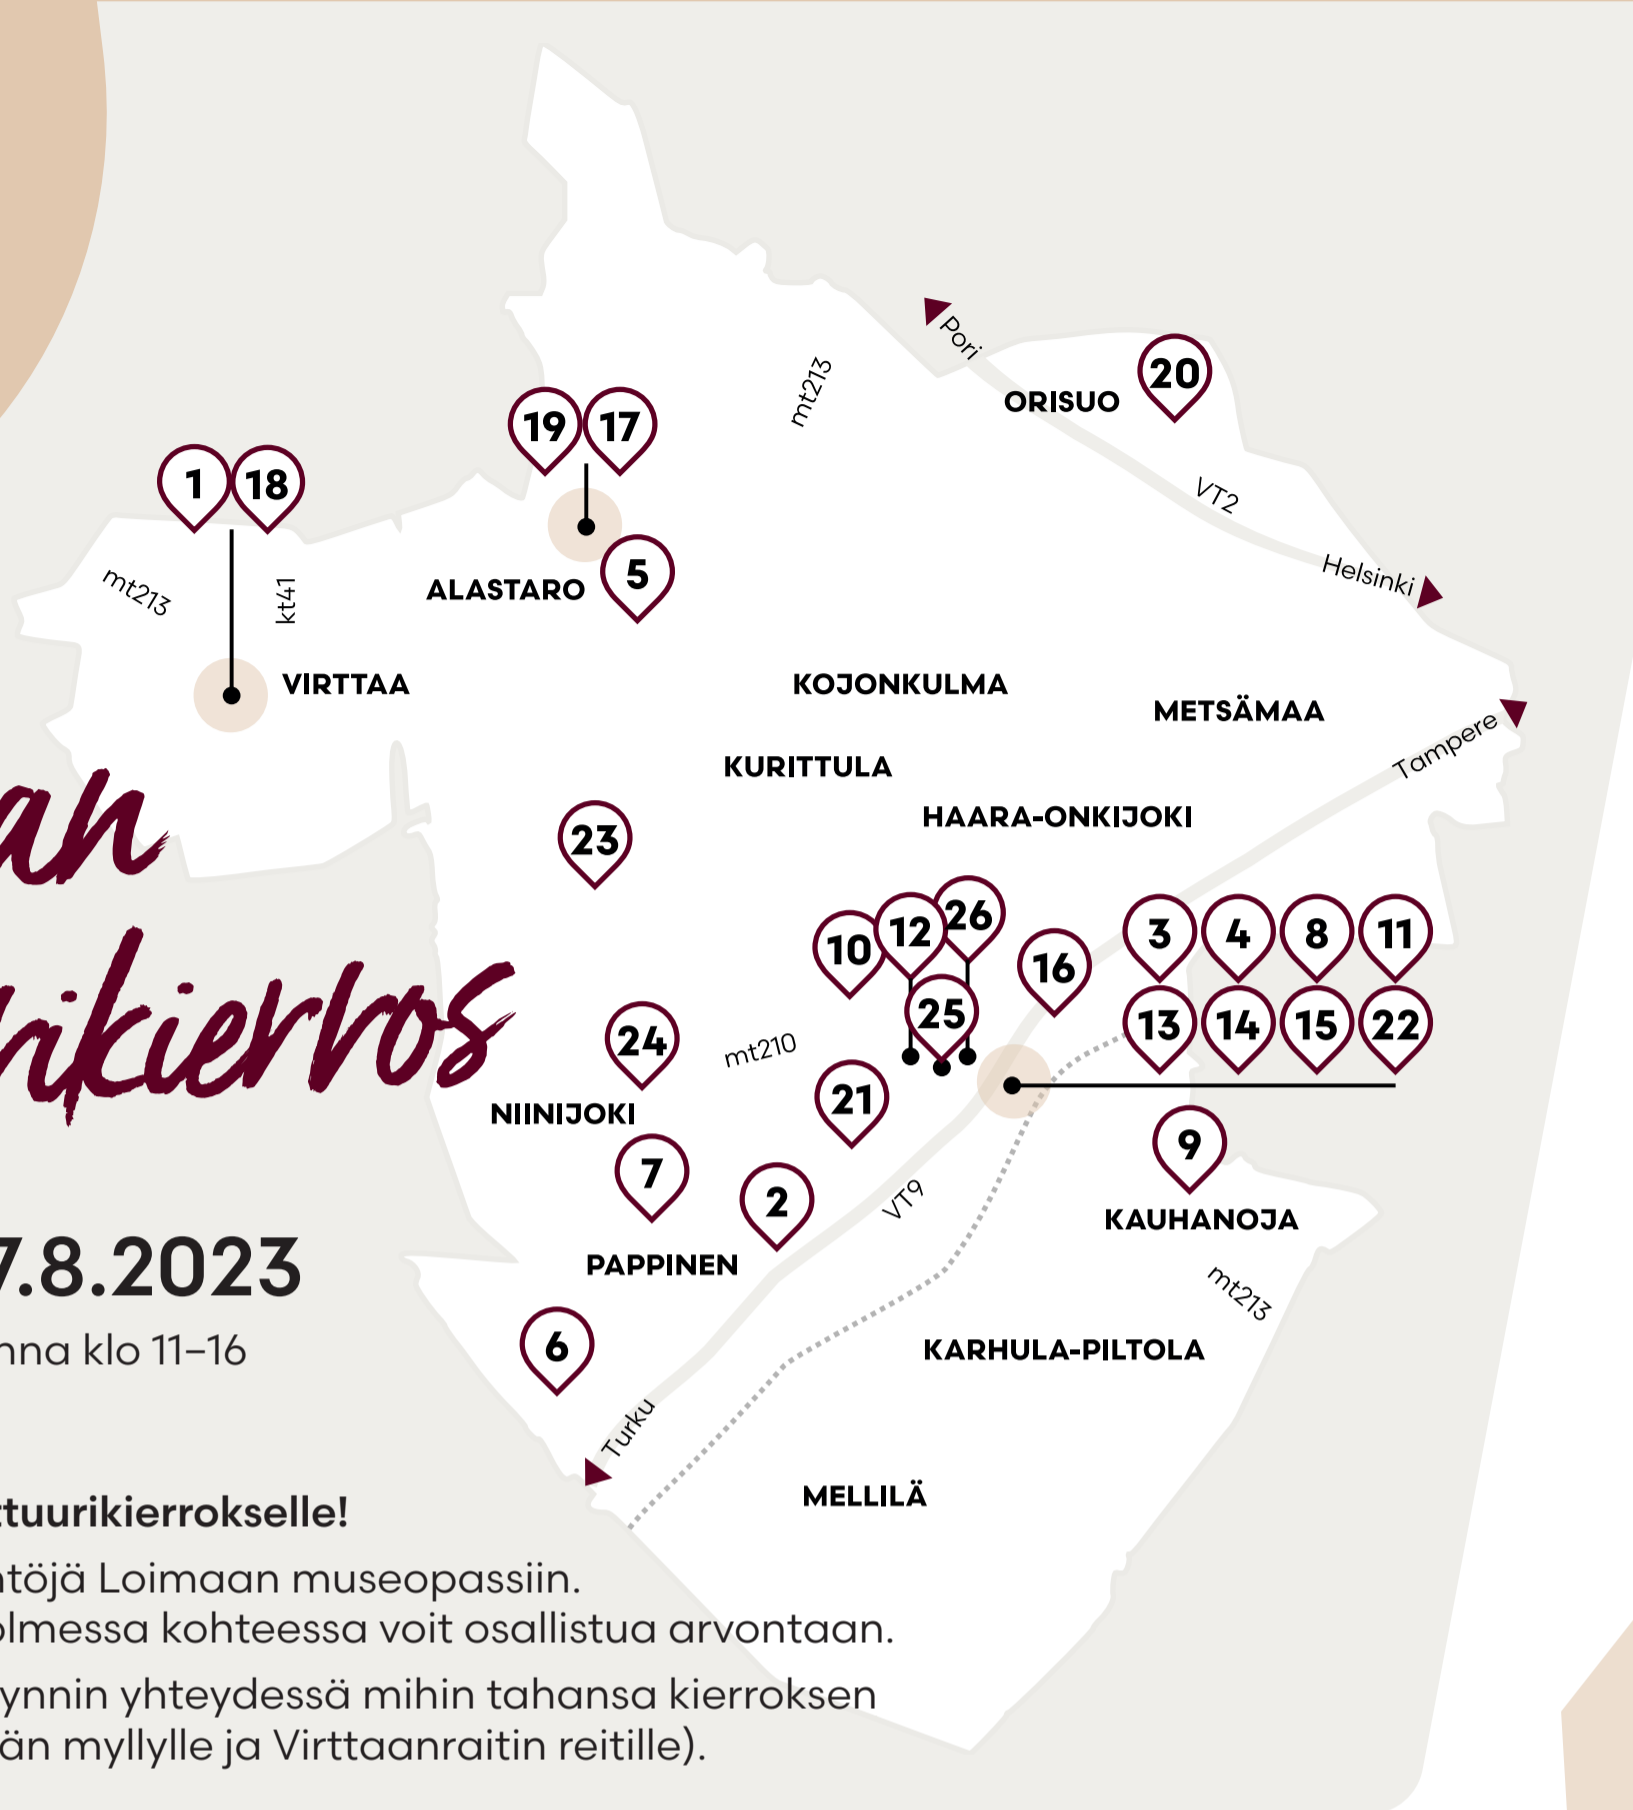 Pori
20
ORISUO
mt213
19 17
VT2
1 18
Helsinki
5
ALASTARO
mt213
kt41
VIRTTAA
KOJONKULMA
METSÄMAA
Tampere
KURITTULA
HAARA-ONKIJOKI
23
26
12
10
16
3 4 8 11
25
13 14 15 22
24
mt210
21
NIINIJOKI
9
7
2
VT9
KAUHANOJA
PAPPINEN
mt213
6
KARHULA-PILTOLA
Turku
MELLILÄ
an
rikierros
7.8.2023
nna klo 11–16
ttuurikierrokselle!
ntöjä Loimaan museopassiin.
olmessa kohteessa voit osallistua arvontaan.
ynnin yhteydessä mihin tahansa kierroksen
än myllylle ja Virttaanraitin reitille).